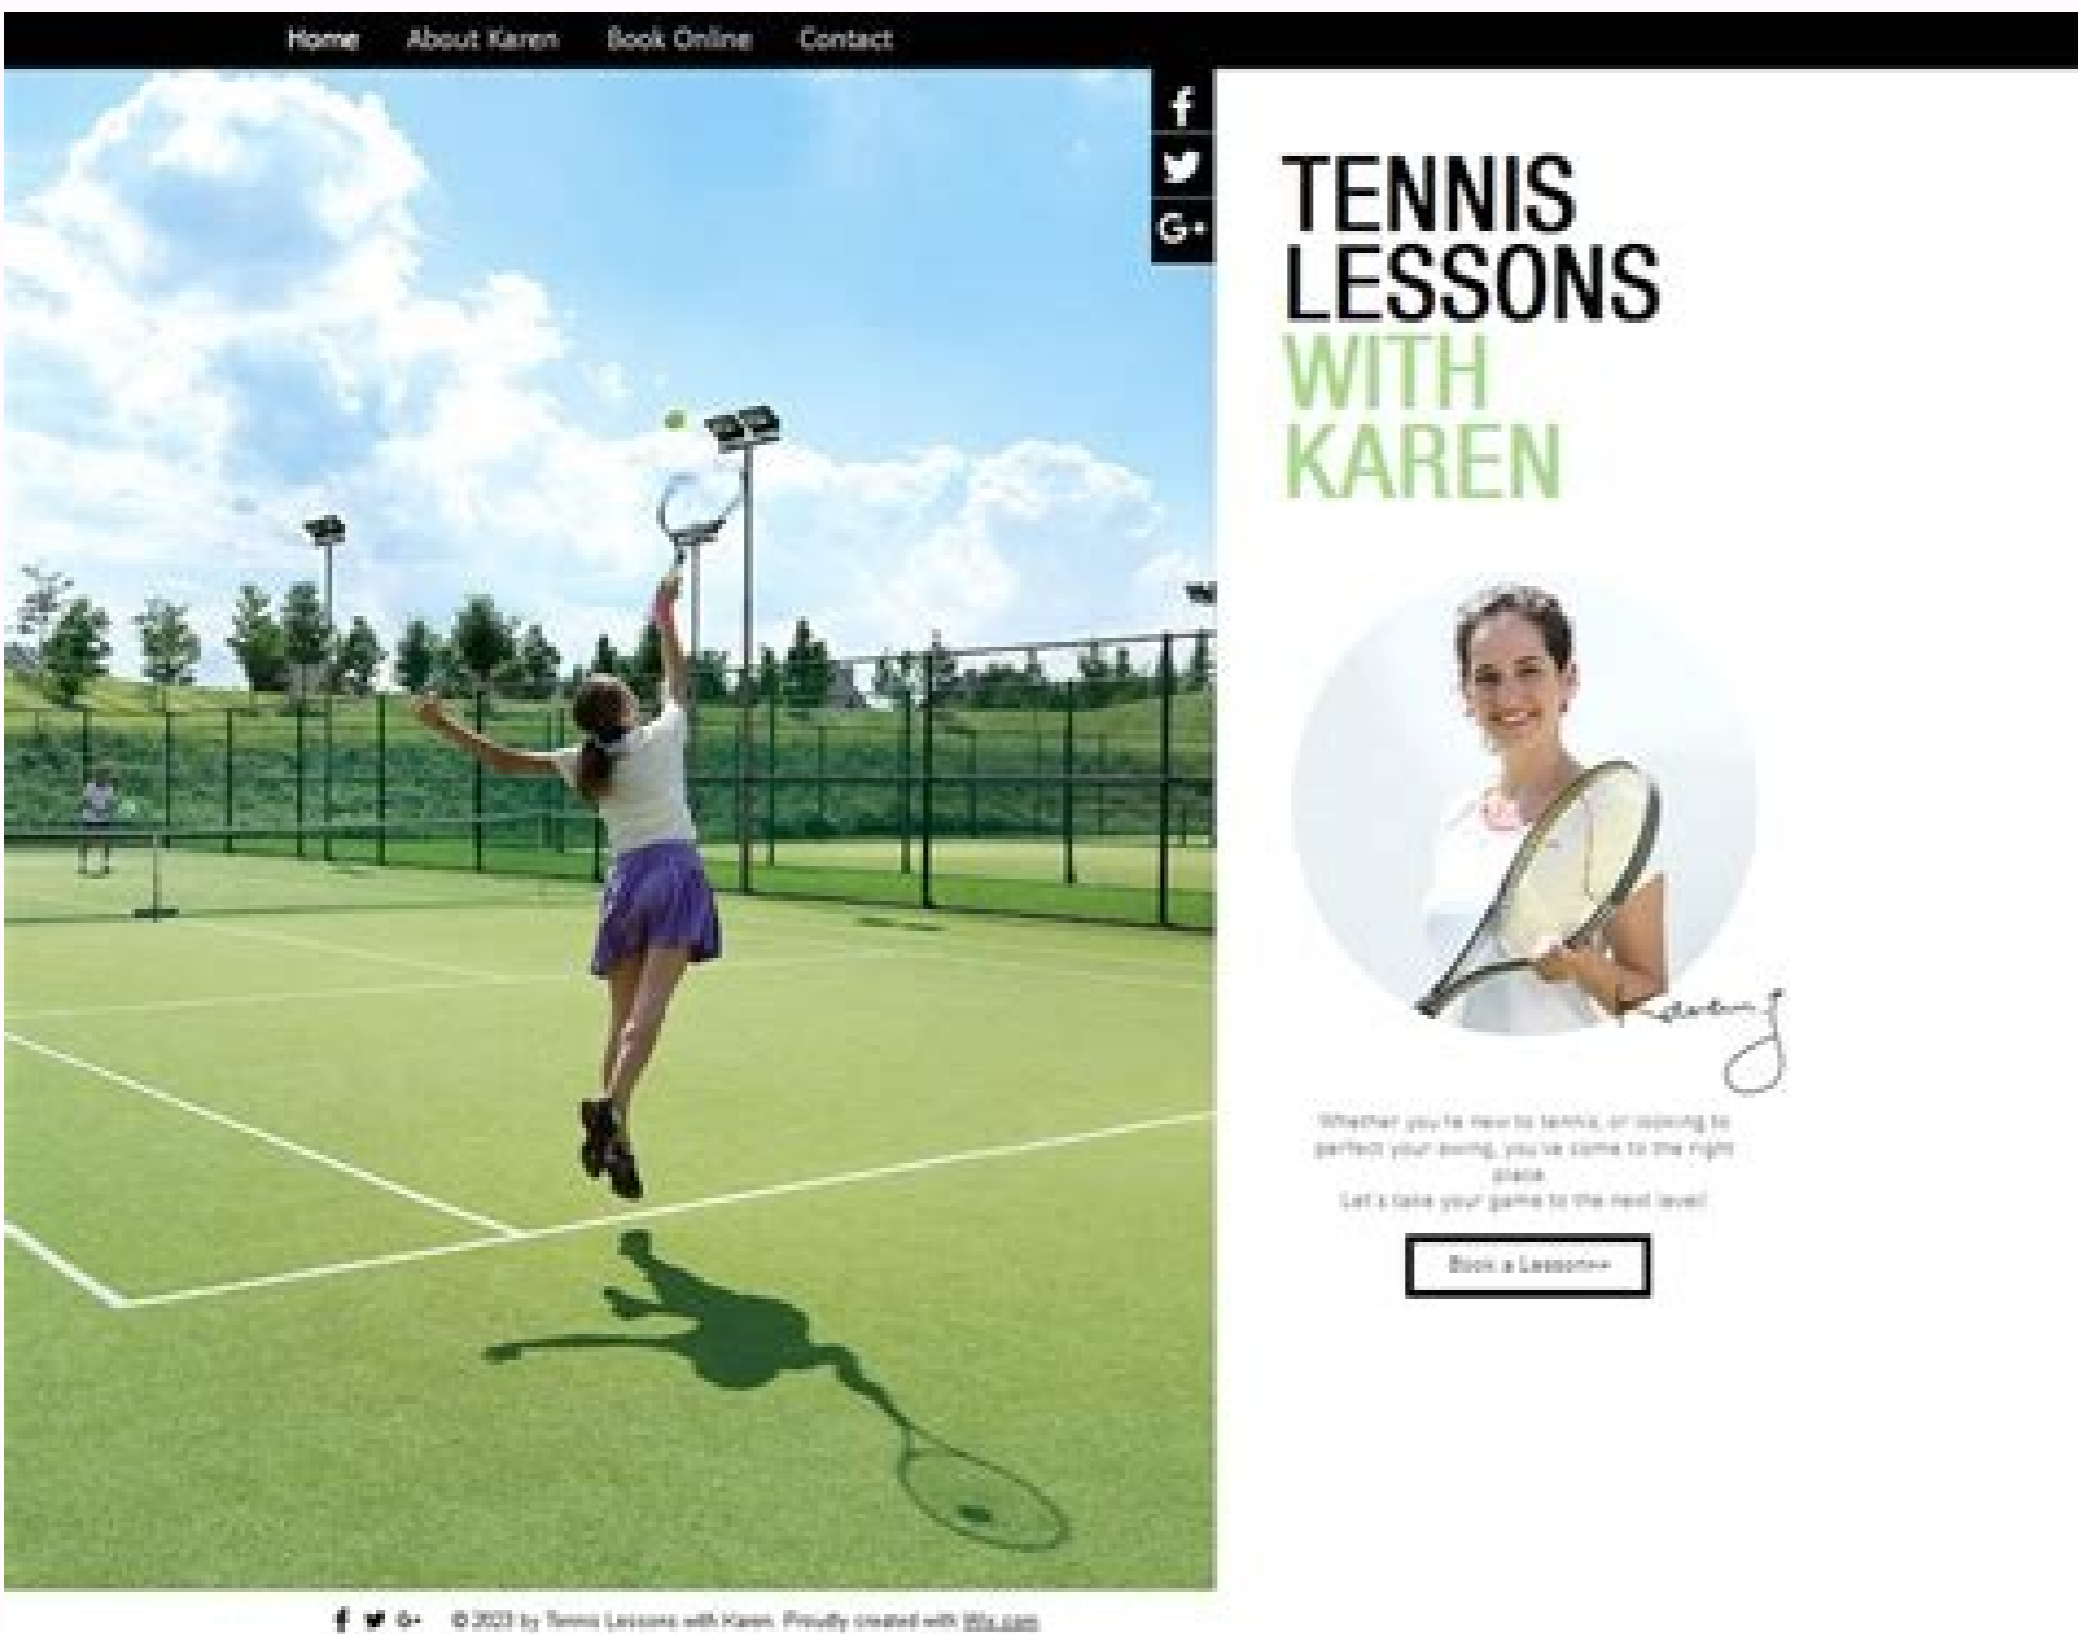 Home About Karen Book Online Contact
f
G+
TENNIS
LESSONS
WITH
KAREN
Whether you're new to tennis, or looking to
perfect your swing, you've come to the right
place.
Let's take your game to the next level!
Book a Lesson>>
f G+ © 2023 by Tennis Lessons with Karen. Proudly created with Wix.com